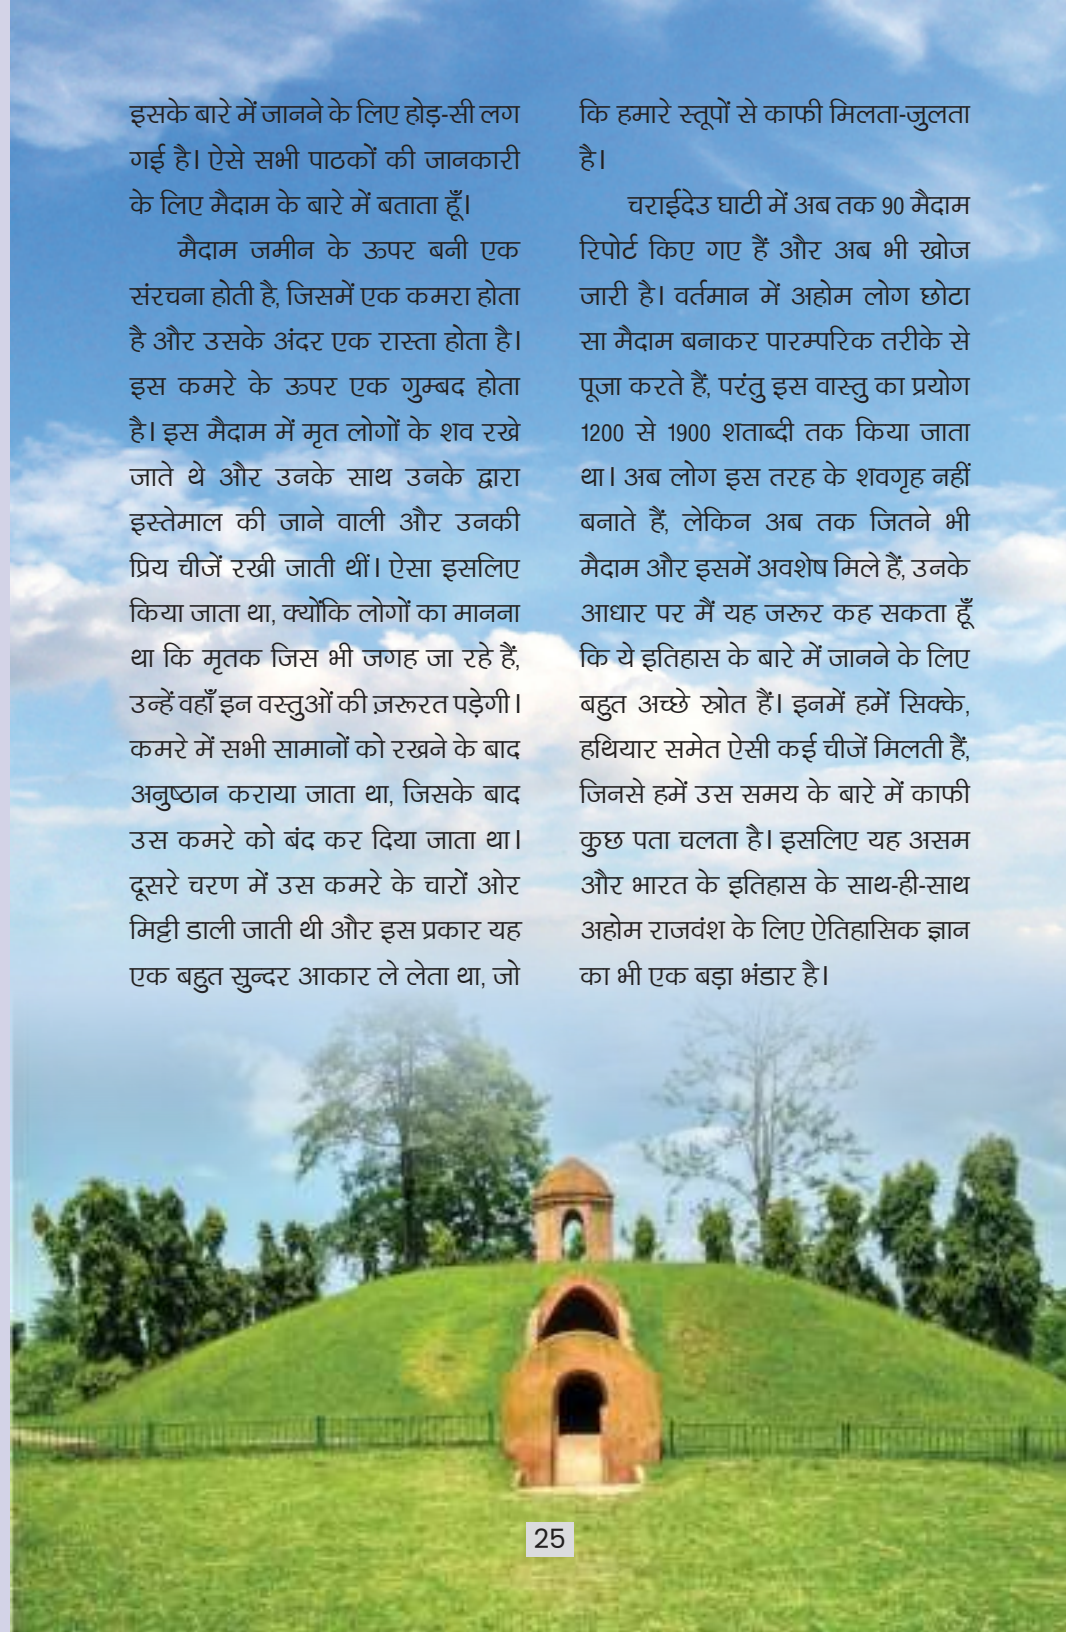 इसके बारे में जानने के लिए होड़-सी लग
गई है। ऐसे सभी पाठकों की जानकारी
के लिए मैदाम के बारे में बताता हूँ।
मैदाम जमीन के ऊपर बनी एक
संरचना होती है, जिसमें एक कमरा होता
है और उसके अंदर एक रास्ता होता है।
इस कमरे के ऊपर एक गुम्बद होता
है। इस मैदाम में मृत लोगों के शव रखे
जाते थे और उनके साथ उनके द्वारा
इस्तेमाल की जाने वाली और उनकी
प्रिय चीजें रखी जाती थीं। ऐसा इसलिए
किया जाता था, क्योंकि लोगों का मानना
था कि मृतक जिस भी जगह जा रहे हैं,
उन्हें वहाँ इन वस्तुओं की ज़रूरत पड़ेगी।
कमरे में सभी सामानों को रखने के बाद
अनुष्ठान कराया जाता था, जिसके बाद
उस कमरे को बंद कर दिया जाता था।
दूसरे चरण में उस कमरे के चारों ओर
मिट्टी डाली जाती थी और इस प्रकार यह
एक बहुत सुन्दर आकार ले लेता था, जो
कि हमारे स्तूपों से काफी मिलता-जुलता
है।
चराईदेउ घाटी में अब तक 90 मैदाम
रिपोर्ट किए गए हैं और अब भी खोज
जारी है। वर्तमान में अहोम लोग छोटा
सा मैदाम बनाकर पारम्परिक तरीके से
पूजा करते हैं, परंतु इस वास्तु का प्रयोग
1200 से 1900 शताब्दी तक किया जाता
था। अब लोग इस तरह के शवगृह नहीं
बनाते हैं, लेकिन अब तक जितने भी
मैदाम और इसमें अवशेष मिले हैं, उनके
आधार पर मैं यह जरूर कह सकता हूँ
कि ये इतिहास के बारे में जानने के लिए
बहुत अच्छे स्रोत हैं। इनमें हमें सिक्के,
हथियार समेत ऐसी कई चीजें मिलती हैं,
जिनसे हमें उस समय के बारे में काफी
कुछ पता चलता है। इसलिए यह असम
और भारत के इतिहास के साथ-ही-साथ
अहोम राजवंश के लिए ऐतिहासिक ज्ञान
का भी एक बड़ा भंडार है।
25